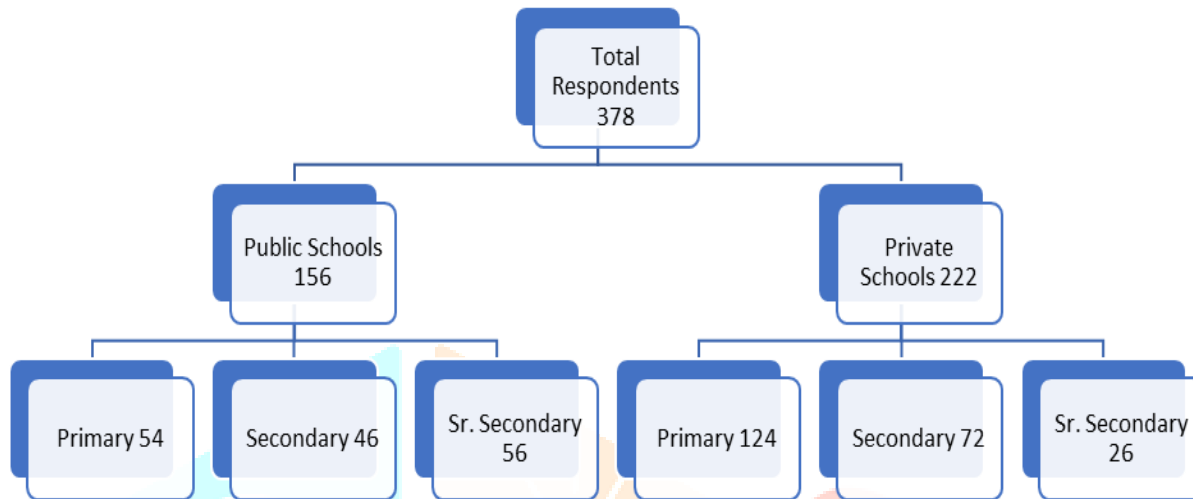 Total
Respondents
378
Public Schools
156
Private
Schools 222
Primary 54
Secondary 46
Sr. Secondary
56
Primary 124
Secondary 72
Sr. Secondary
26